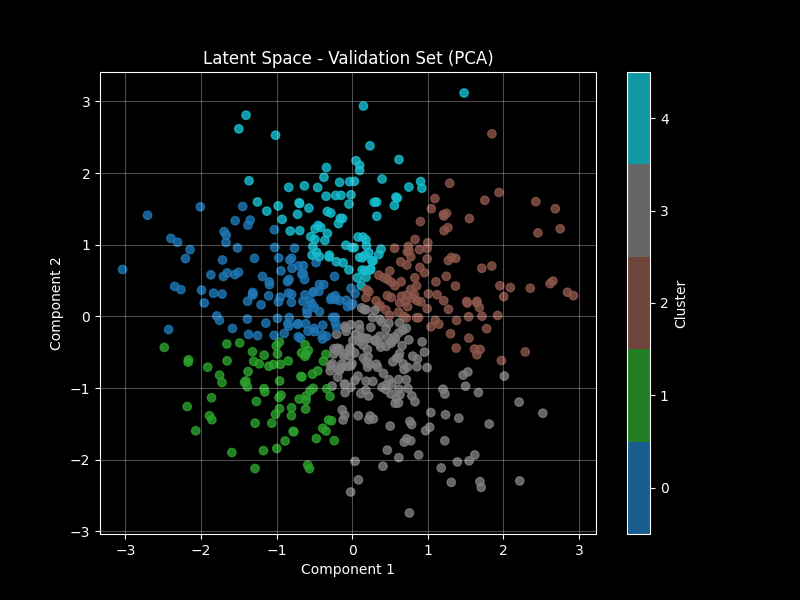 Latent Space - Validation Set (PCA)
3
2
1
0
−1
−2
−3
Component 2
−3 −2 −1 0 1 2 3
Component 1
4
3
2
1
0
Cluster